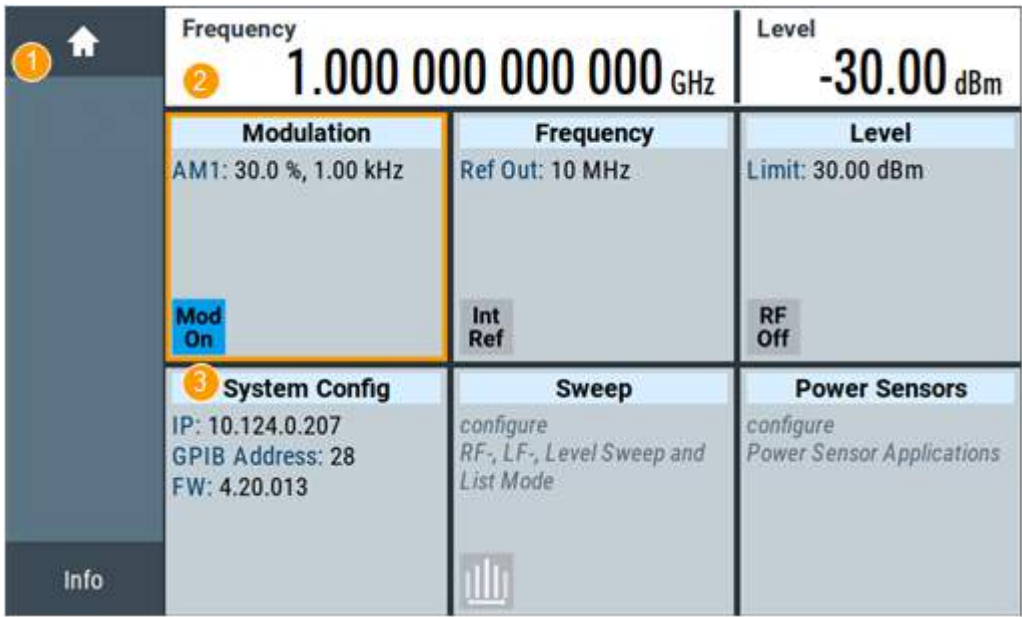 1
Frequency
2
1.000 000 000 000 GHz
Level
-30.00 dBm
Modulation
AM1: 30.0 %, 1.00 kHz
Mod
On
Frequency
Ref Out: 10 MHz
Int
Ref
Level
Limit: 30.00 dBm
RF
Off
3
System Config
IP: 10.124.0.207
GPIB Address: 28
FW: 4.20.013
Sweep
configure
RF-, LF-, Level Sweep and
List Mode
Power Sensors
configure
Power Sensor Applications
Info